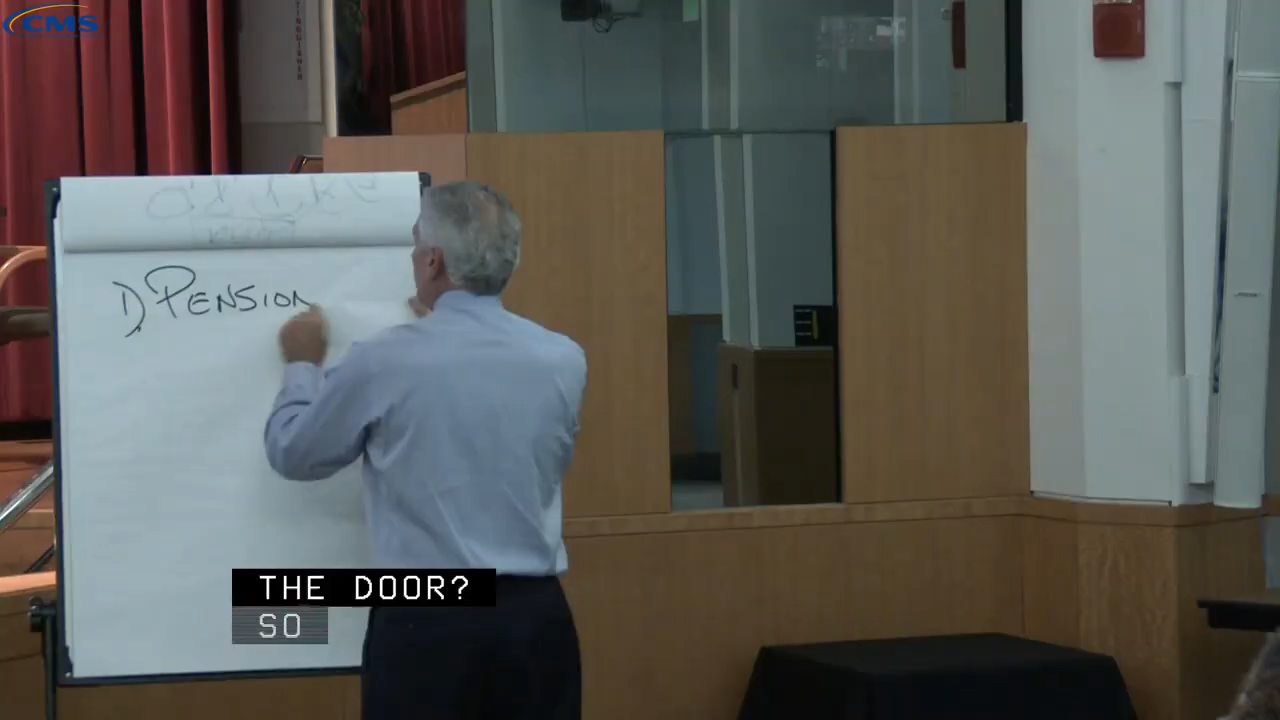 CMS
1) PENSION
THE DOOR?
SO